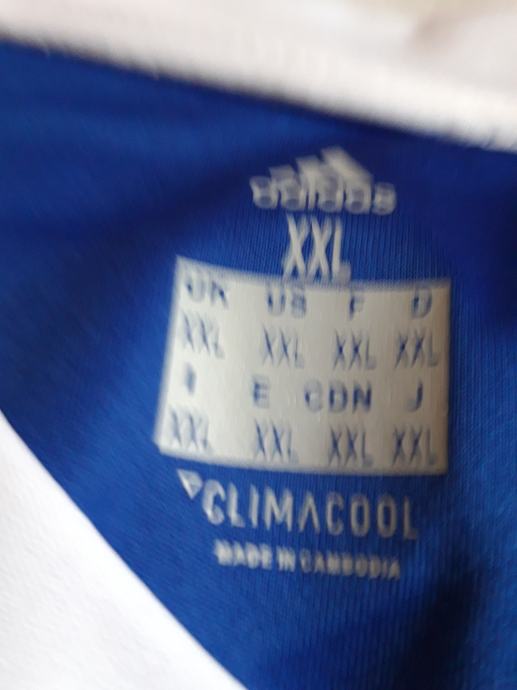 adidas
XXL
UK US F D
XXL XXL XXL XXL
I E CDN J
XXL XXL XXL XXL
CLIMACOOL
MADE IN CAMBODIA